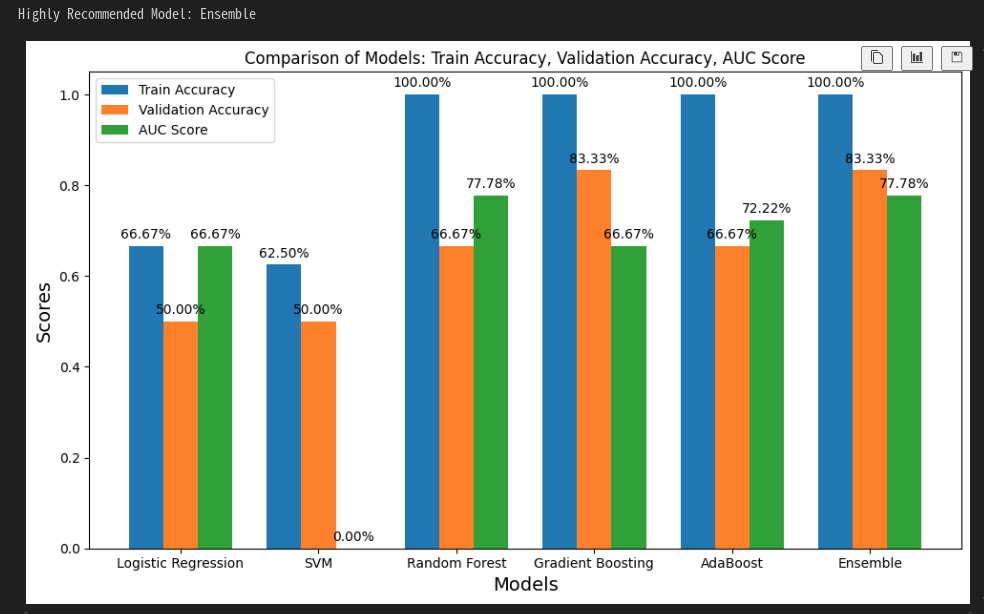 Highly Recommended Model: Ensemble
Comparison of Models: Train Accuracy, Validation Accuracy, AUC Score
Train Accuracy
Validation Accuracy
AUC Score
100.00% 100.00% 100.00% 100.00%
83.33% 83.33%
77.78% 77.78%
72.22%
66.67% 66.67% 66.67% 66.67% 66.67%
62.50%
50.00% 50.00%
0.00%
1.0
0.8
0.6
0.4
0.2
0.0
Scores
Logistic Regression SVM Random Forest Gradient Boosting AdaBoost Ensemble
Models